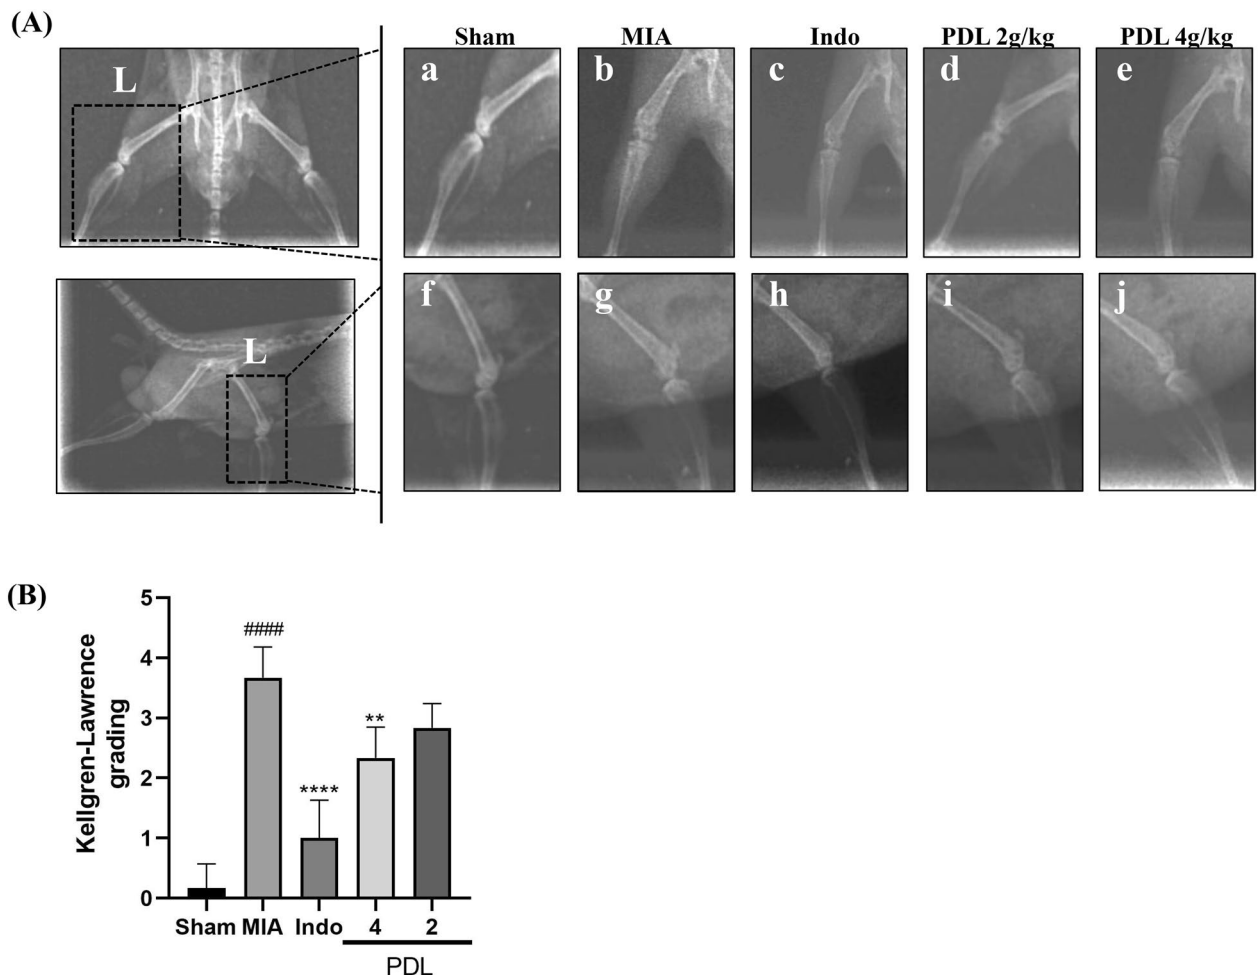 (A)
L
L
Sham MIA Indo PDL 2g/kg PDL 4g/kg
a b c d e
f g h i j
(B)
Kellgren-Lawrence
grading
5
4
3
2
1
0
####
****
**
Sham MIA Indo 4 2
PDL